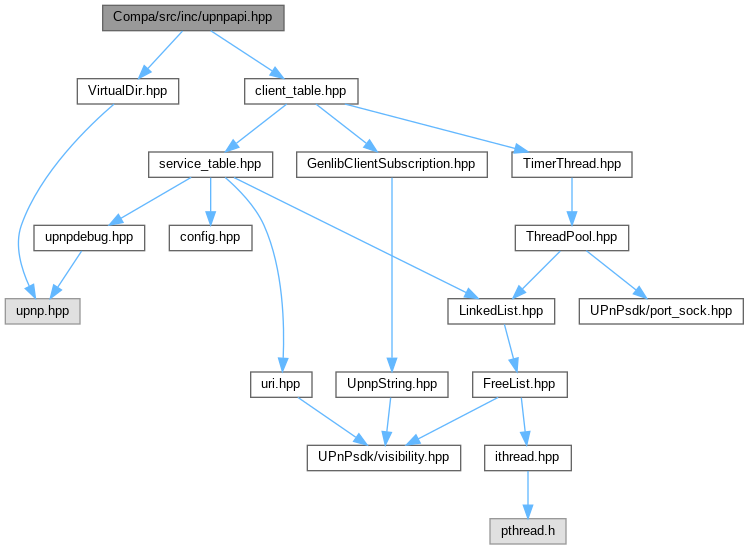 Compa/src/inc/upnpapi.hpp
VirtualDir.hpp
client_table.hpp
service_table.hpp
GenlibClientSubscription.hpp
TimerThread.hpp
upnpdebug.hpp
config.hpp
ThreadPool.hpp
upnp.hpp
LinkedList.hpp
UPnPsdk/port_sock.hpp
uri.hpp
UpnpString.hpp
FreeList.hpp
UPnPsdk/visibility.hpp
ithread.hpp
pthread.h